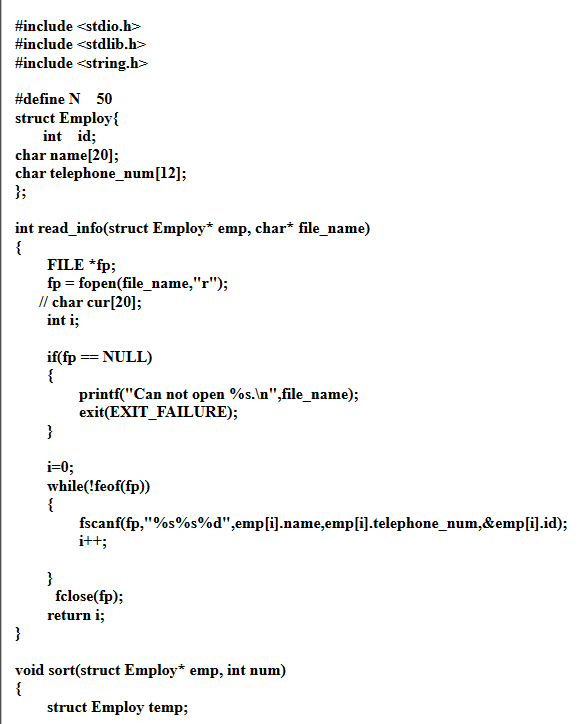 #include <stdio.h>
#include <stdlib.h>
#include <string.h>
#define N    50
struct Employ{
int    id;
char name[20];
char telephone_num[12];
};
int read_info(struct Employ* emp, char* file_name)
{
FILE *fp;
fp = fopen(file_name,"r");
// char cur[20];
int i;
if(fp == NULL)
{
printf("Can not open %s.\n",file_name);
exit(EXIT_FAILURE);
}
i=0;
while(!feof(fp))
{
fscanf(fp,"%s%s%d",emp[i].name,emp[i].telephone_num,&emp[i].id);
i++;
}
fclose(fp);
return i;
}
void sort(struct Employ* emp, int num)
{
struct Employ temp;